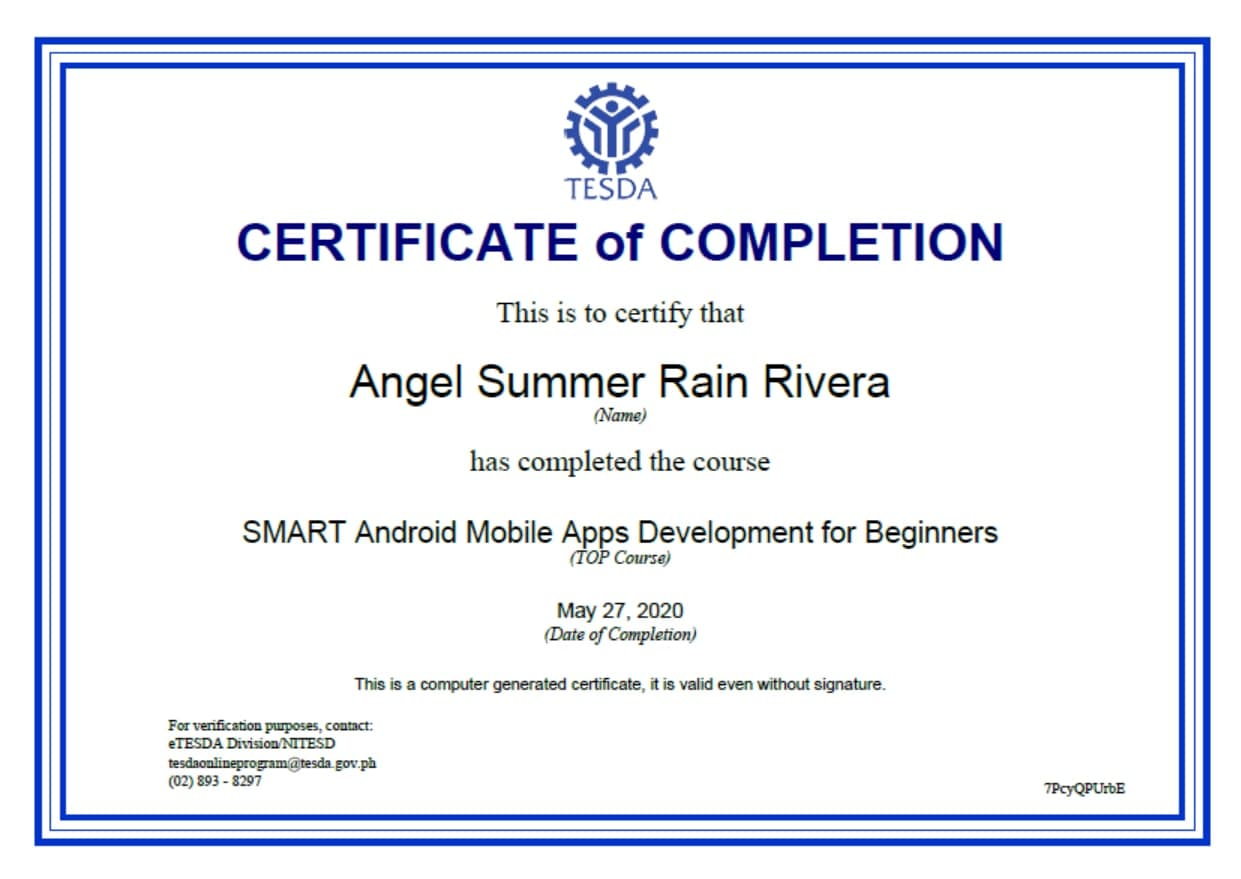 TESDA
CERTIFICATE of COMPLETION
This is to certify that
Angel Summer Rain Rivera
(Name)
has completed the course
SMART Android Mobile Apps Development for Beginners
(TOP Course)
May 27, 2020
(Date of Completion)
This is a computer generated certificate, it is valid even without signature.
For verification purposes, contact:
eTESDA Division/NITESD
tesdaonlineprogram@tesda.gov.ph
(02) 893 - 8297
7PcyQPUrbE